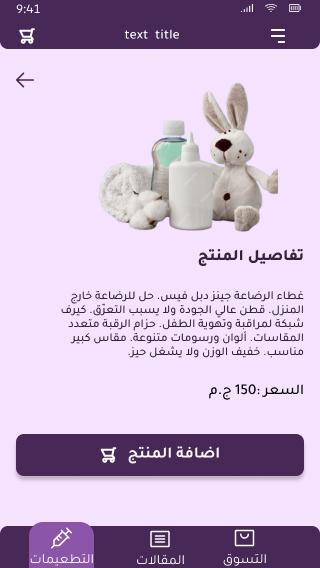 9:41
text title
تفاصيل المنتج
غطاء الرضاعة جينز دبل فيس. حل للرضاعة خارج
المنزل. قطن عالي الجودة ولا يسبب التعرّق. كيرف
شبكة لمراقبة وتهوية الطفل. حزام الرقبة متعدد
المقاسات. ألوان ورسومات متنوعة. مقاس كبير
مناسب. خفيف الوزن ولا يشغل حيز.
السعر :150 ج.م
اضافة المنتج
التسوق
المقالات
التطعيمات